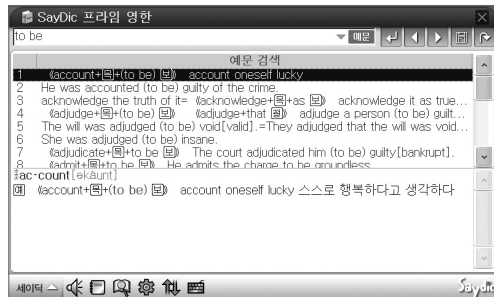 SayDic 프라임 영한
to be
예문
예문 검색
1 《account+목+(to be) 보》 account oneself lucky
2 He was accounted (to be) guilty of the crime.
3 acknowledge the truth of it= 《acknowledge+목+as 보》 acknowledge it as true...
4 《adjudge+목+(to be) 보》 《adjudge+that 절》 adjudge a person (to be) guilt...
5 The will was adjudged (to be) void[valid].=They adjudged that the will was void...
6 She was adjudged (to be) insane.
7 《adjudicate+목+to be 보》 The court adjudicated him (to be) guilty[bankrupt].
8 《admit+목+to be 보》 He admits the charge to be groundless.
‡ac·count[əkáunt]
예 《account+목+(to be) 보》 account oneself lucky 스스로 행복하다고 생각하다
세이딕
Saydic